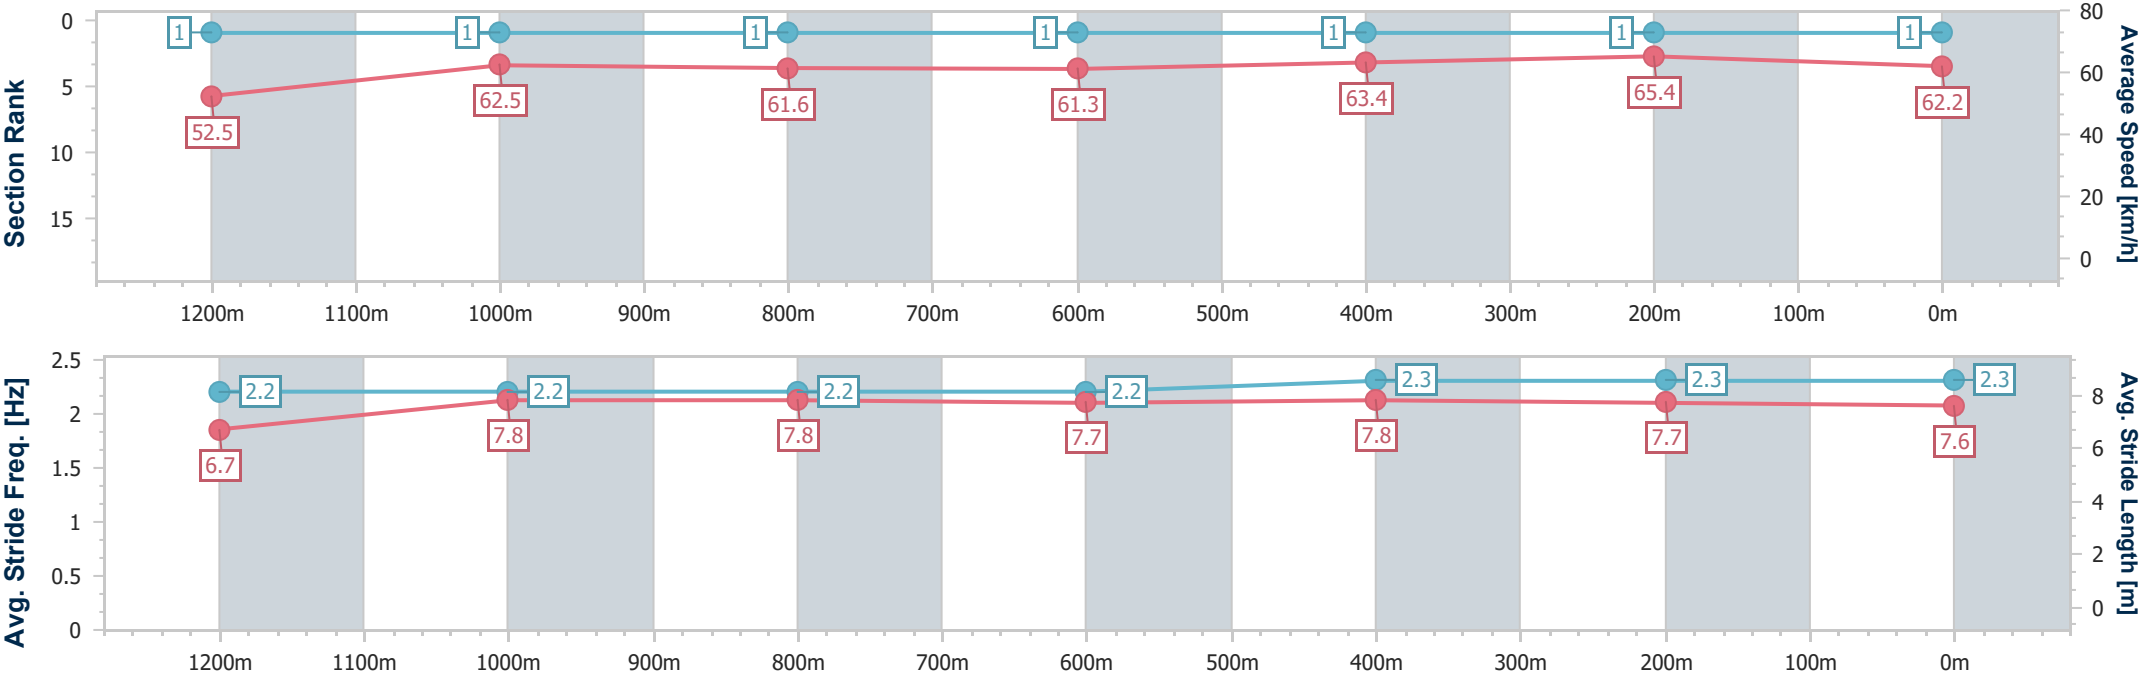 Section Rank
0
5
10
15
1 1 1 1 1 1 1
52.5 62.5 61.6 61.3 63.4 65.4 62.2
80
60
40
20
0
Average Speed [km/h]
1200m 1100m 1000m 900m 800m 700m 600m 500m 400m 300m 200m 100m 0m
Avg. Stride Freq. [Hz]
2.5
2
1.5
1
0.5
0
2.2 2.2 2.2 2.2 2.3 2.3 2.3
6.7 7.8 7.8 7.7 7.8 7.7 7.6
8
6
4
2
0
Avg. Stride Length [m]
1200m 1100m 1000m 900m 800m 700m 600m 500m 400m 300m 200m 100m 0m